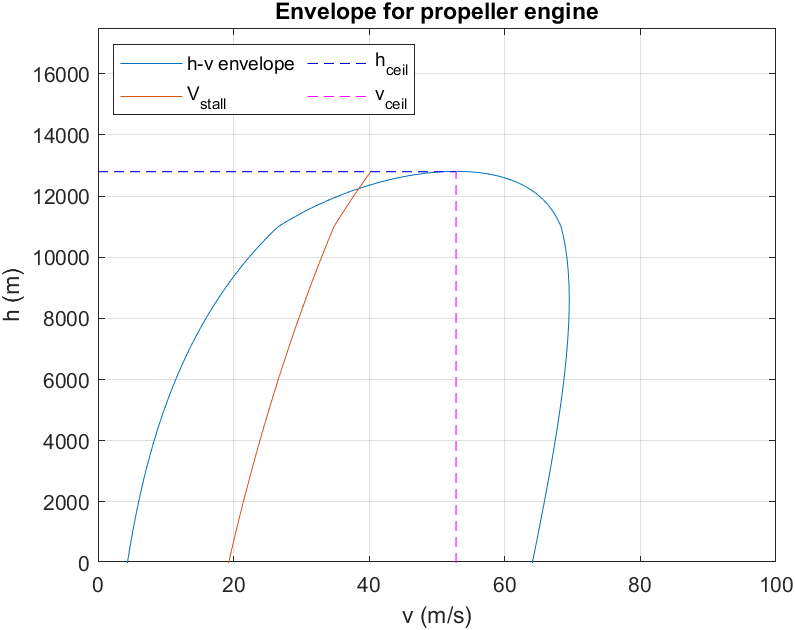 Envelope for propeller engine
h-v envelope
h_ceil
V_stall
v_ceil
16000
14000
12000
10000
8000
6000
4000
2000
0
h (m)
0 20 40 60 80 100
v (m/s)